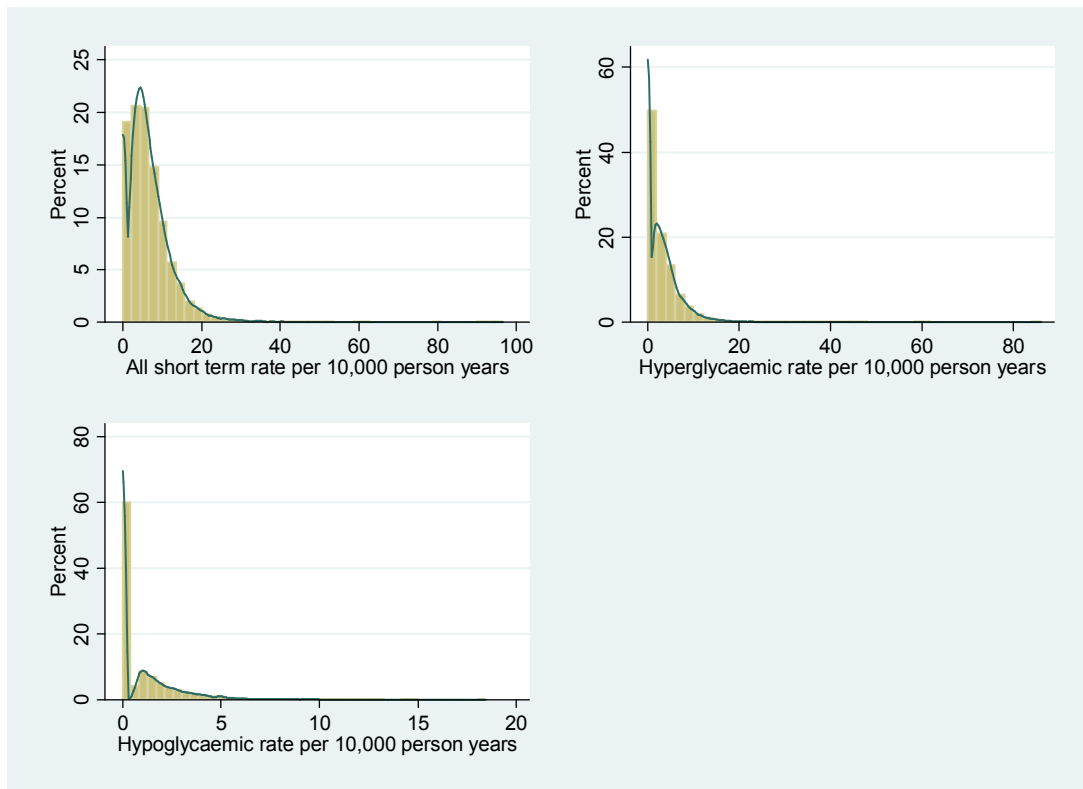 25
20
15
10
5
0
Percent
0 20 40 60 80 100
All short term rate per 10,000 person years
60
40
20
0
Percent
0 20 40 60 80
Hyperglycaemic rate per 10,000 person years
80
60
40
20
0
Percent
0 5 10 15 20
Hypoglycaemic rate per 10,000 person years